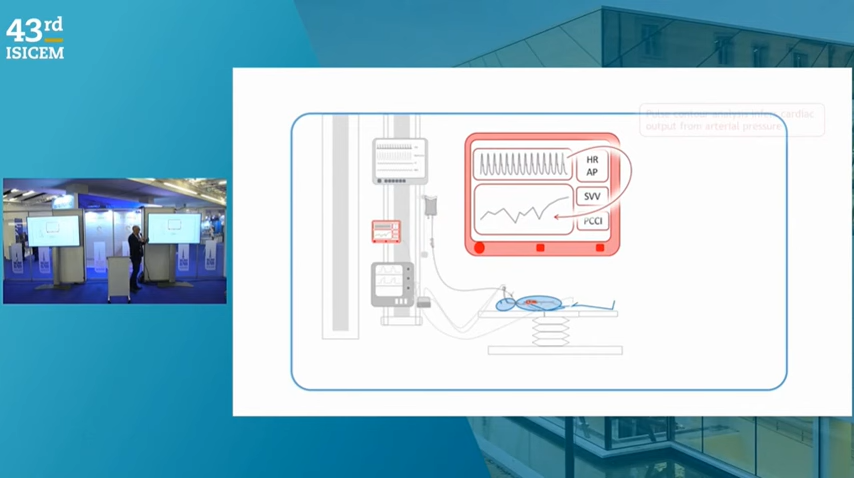 43rd
ISICEM
Pulse contour analysis infers cardiac
output from arterial pressure
HR
AP
SVV
PCCI